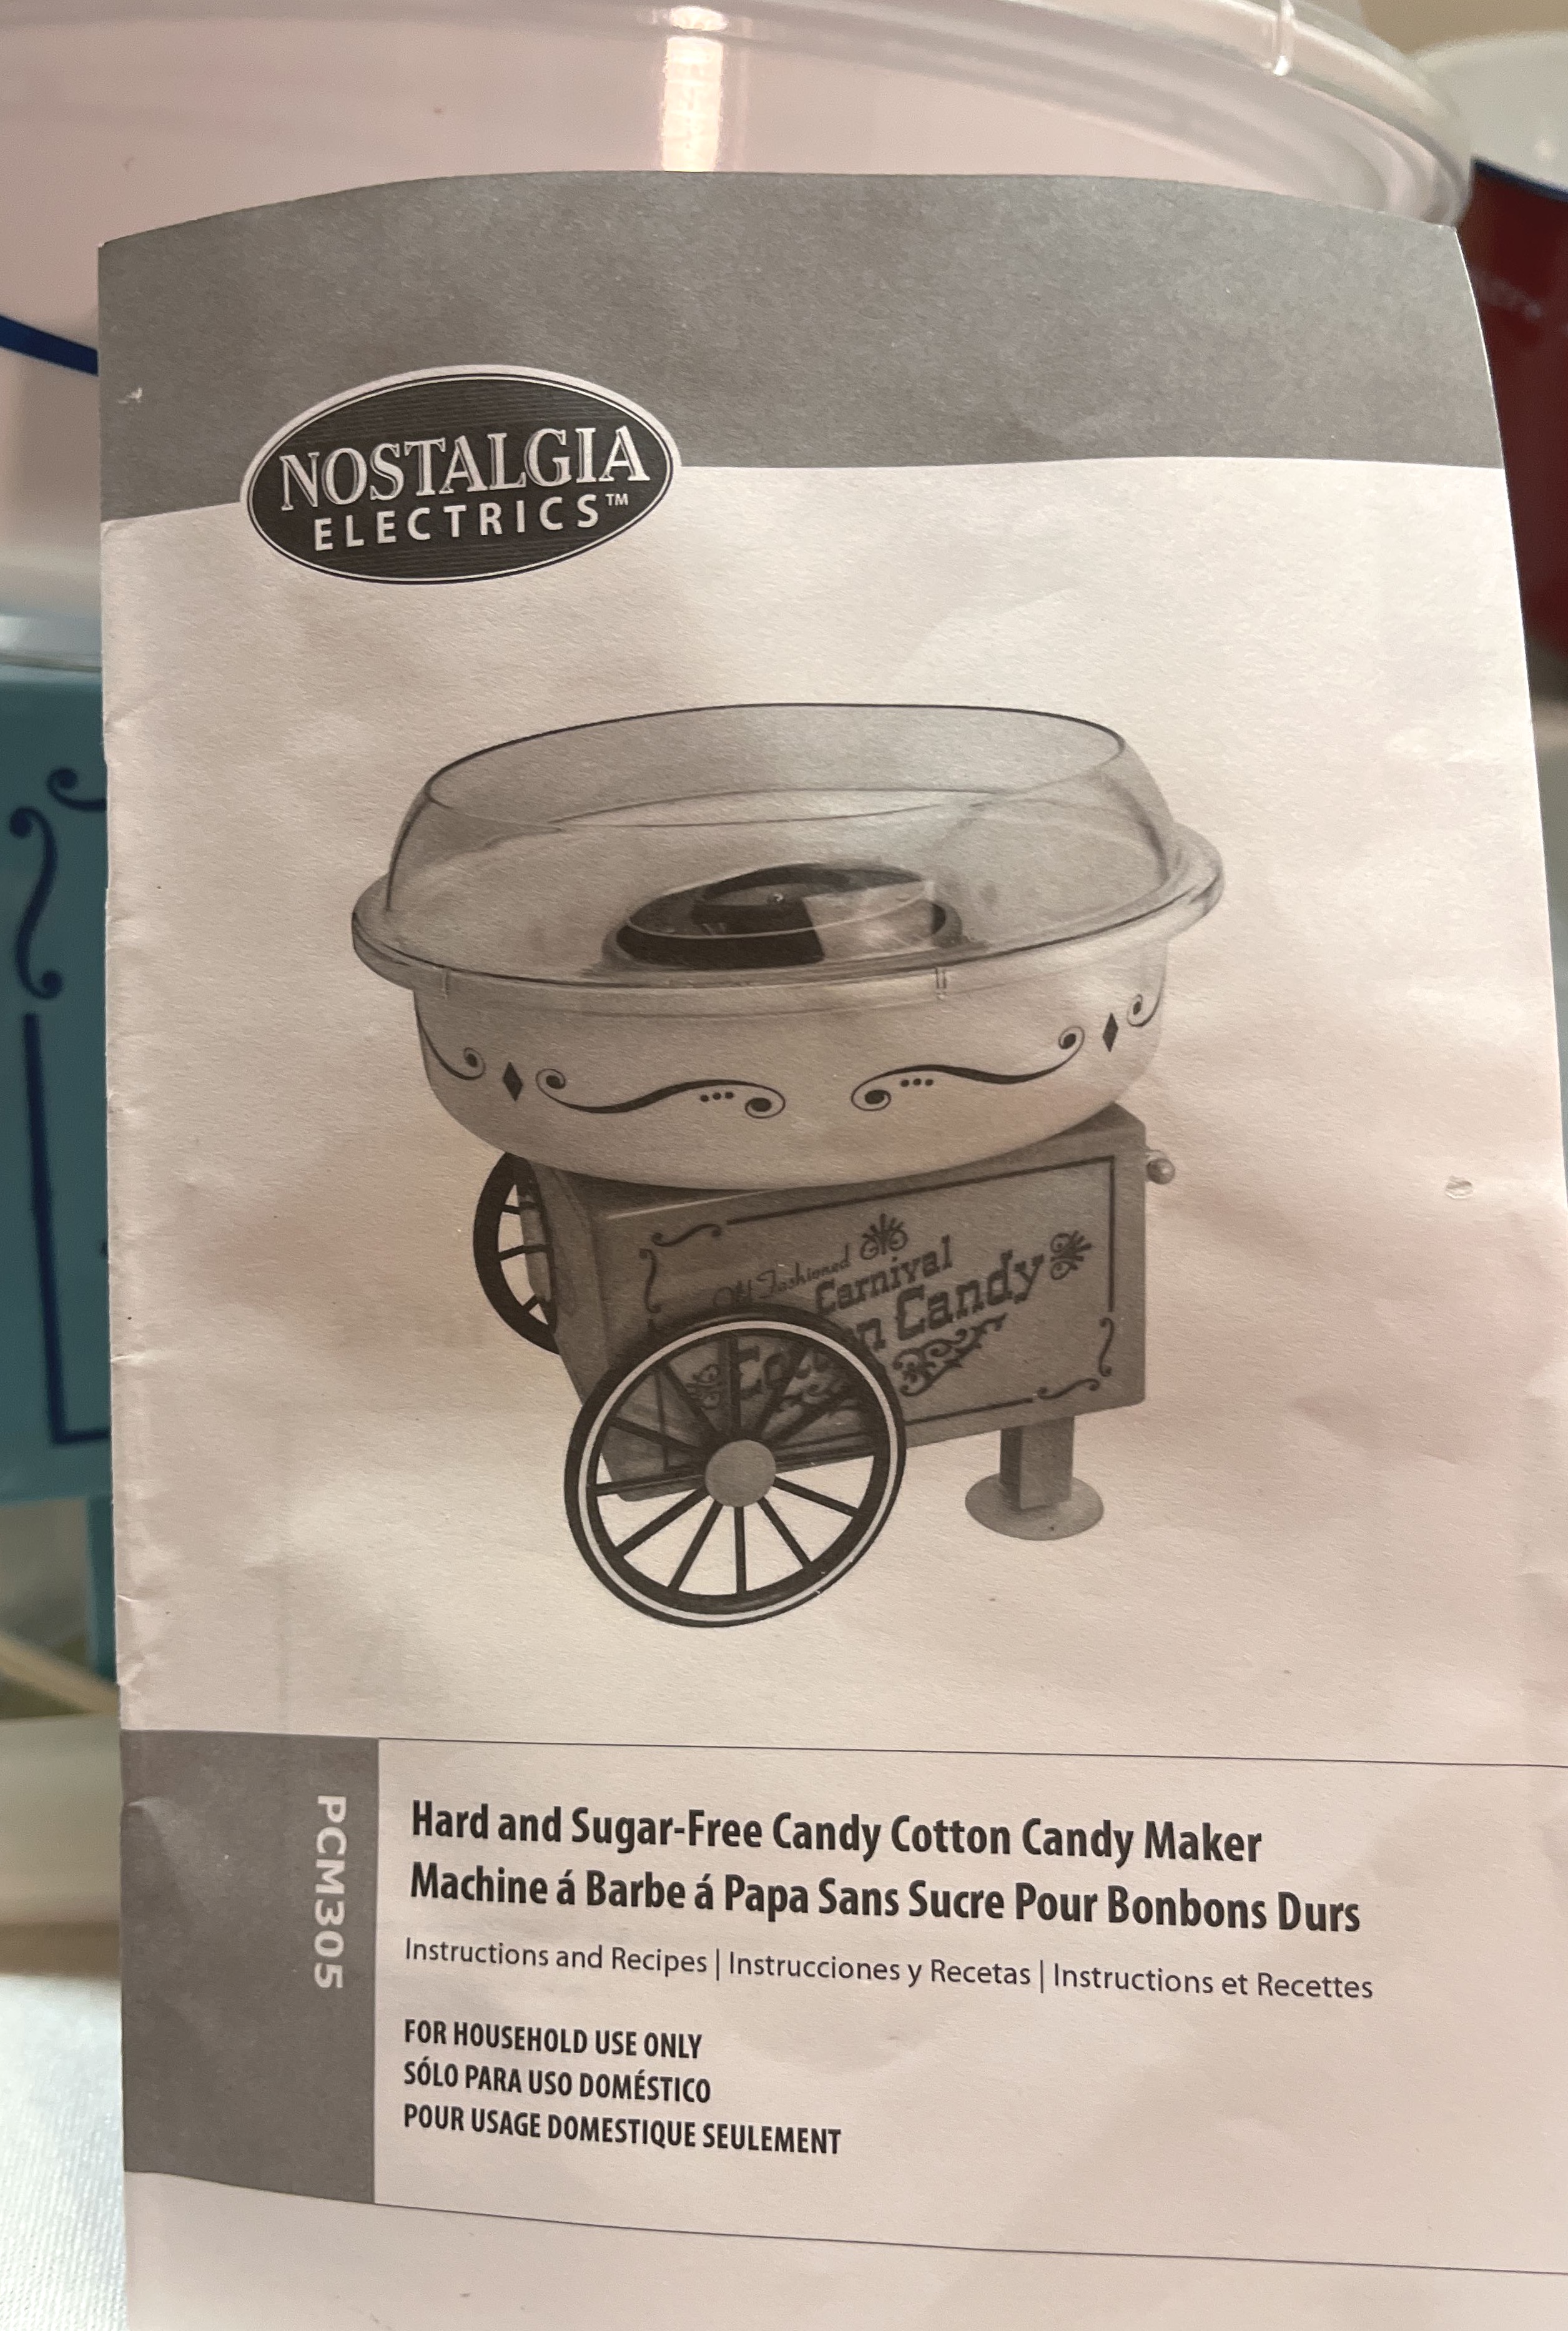 NOSTALGIA
ELECTRICS™
Old Fashioned
Carnival
Candy
PCM305
Hard and Sugar-Free Candy Cotton Candy Maker
Machine á Barbe á Papa Sans Sucre Pour Bonbons Durs
Instructions and Recipes | Instrucciones y Recetas | Instructions et Recettes
FOR HOUSEHOLD USE ONLY
SÓLO PARA USO DOMÉSTICO
POUR USAGE DOMESTIQUE SEULEMENT